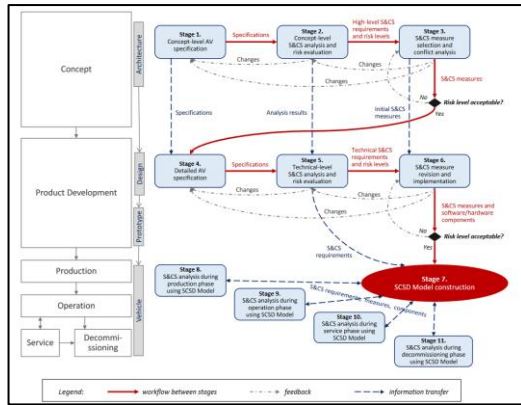 Concept
Product Development
Production
Operation
Service
Decommi-
ssioning
Architecture
Design
Prototype
Vehicle
Stage 1.
Concept-level AV
specification
Specifications
Stage 2.
Concept-level
S&CS analysis and
risk evaluation
High-level S&CS
requirements
and risk levels
Stage 3.
S&CS measure
selection and
conflict analysis
Changes
Changes
S&CS measures
No
Risk level acceptable?
Yes
Specifications
Analysis results
Initial S&CS
measures
Stage 4.
Detailed AV
specification
Specifications
Stage 5.
Technical-level
S&CS analysis and
risk evaluation
Technical S&CS
requirements
and risk levels
Stage 6.
S&CS measure
revision and
implementation
Changes
Changes
S&CS measures and
software/hardware
components
No
Risk level acceptable?
Yes
S&CS
requirements
Stage 7.
SCSD Model construction
Stage 8.
S&CS analysis during
production phase
using SCSD Model
S&CS requirements, measures, components
Stage 9.
S&CS analysis during
operation phase
using SCSD Model
Stage 10.
S&CS analysis during
service phase using
SCSD Model
Stage 11.
S&CS analysis during
decommissioning phase
using SCSD Model
Legend:
workflow between stages
feedback
information transfer